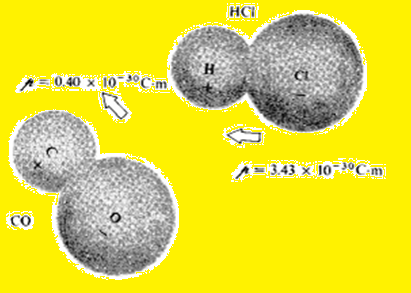 HCl
H
+
Cl
−
p = 0.40 × 10⁻³⁰ C·m
p = 3.43 × 10⁻³⁰ C·m
C
+
O
−
CO